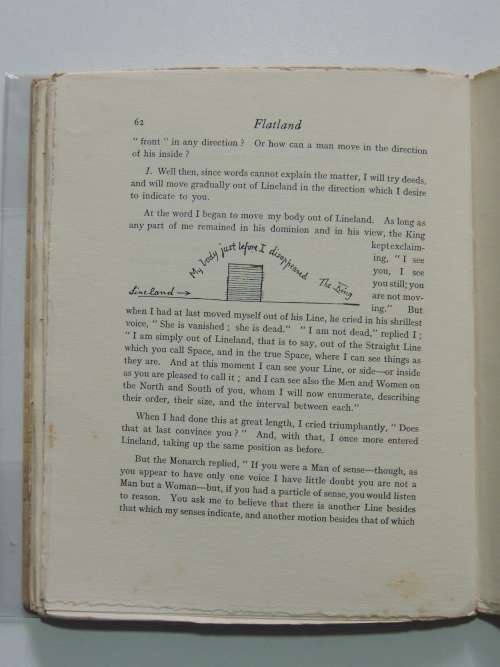 62
Flatland
" front " in any direction ? Or how can a man move in the direction
of his inside ?
I. Well then, since words cannot explain the matter, I will try deeds,
and will move gradually out of Lineland in the direction which I desire
to indicate to you.
At the word I began to move my body out of Lineland. As long as
any part of me remained in his dominion and in his view, the King
kept exclaim-
ing, " I see
you, I see
you still; you
are not mov-
ing." But
My body just before I disappeared
Lineland →
The King
when I had at last moved myself out of his Line, he cried in his shrillest
voice, " She is vanished ; she is dead." " I am not dead," replied I ;
" I am simply out of Lineland, that is to say, out of the Straight Line
which you call Space, and in the true Space, where I can see things as
they are. And at this moment I can see your Line, or side—or inside
as you are pleased to call it ; and I can see also the Men and Women on
the North and South of you, whom I will now enumerate, describing
their order, their size, and the interval between each."
When I had done this at great length, I cried triumphantly, " Does
that at last convince you ? " And, with that, I once more entered
Lineland, taking up the same position as before.
But the Monarch replied, " If you were a Man of sense—though, as
you appear to have only one voice I have little doubt you are not a
Man but a Woman—but, if you had a particle of sense, you would listen
to reason. You ask me to believe that there is another Line besides
that which my senses indicate, and another motion besides that of which